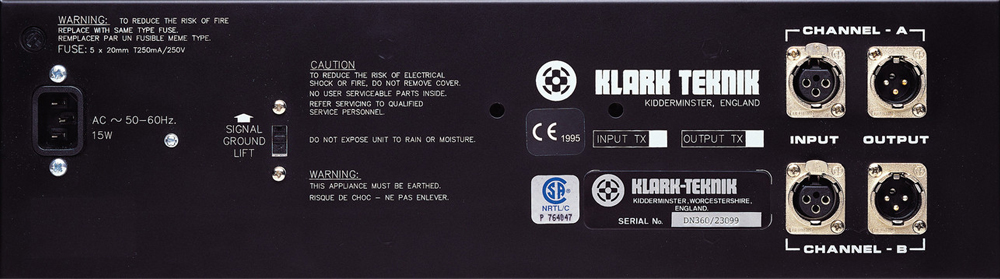 WARNING: TO REDUCE THE RISK OF FIRE
REPLACE WITH SAME TYPE FUSE.
REMPLACER PAR UN FUSIBLE MEME TYPE.
FUSE: 5 x 20mm T250mA/250V
AC ~ 50-60Hz.
15W
SIGNAL
GROUND
LIFT
CAUTION
TO REDUCE THE RISK OF ELECTRICAL
SHOCK OR FIRE, DO NOT REMOVE COVER.
NO USER SERVICEABLE PARTS INSIDE.
REFER SERVICING TO QUALIFIED
SERVICE PERSONNEL.
DO NOT EXPOSE UNIT TO RAIN OR MOISTURE.
WARNING:
THIS APPLIANCE MUST BE EARTHED.
RISQUE DE CHOC - NE PAS ENLEVER.
KLARK TEKNIK
KIDDERMINSTER, ENGLAND
CE 1995
INPUT TX
OUTPUT TX
NRTL/C
P 764047
KLARK-TEKNIK
KIDDERMINSTER, WORCESTERSHIRE,
ENGLAND.
SERIAL No. DN360/23099
CHANNEL - A
INPUT
OUTPUT
CHANNEL - B